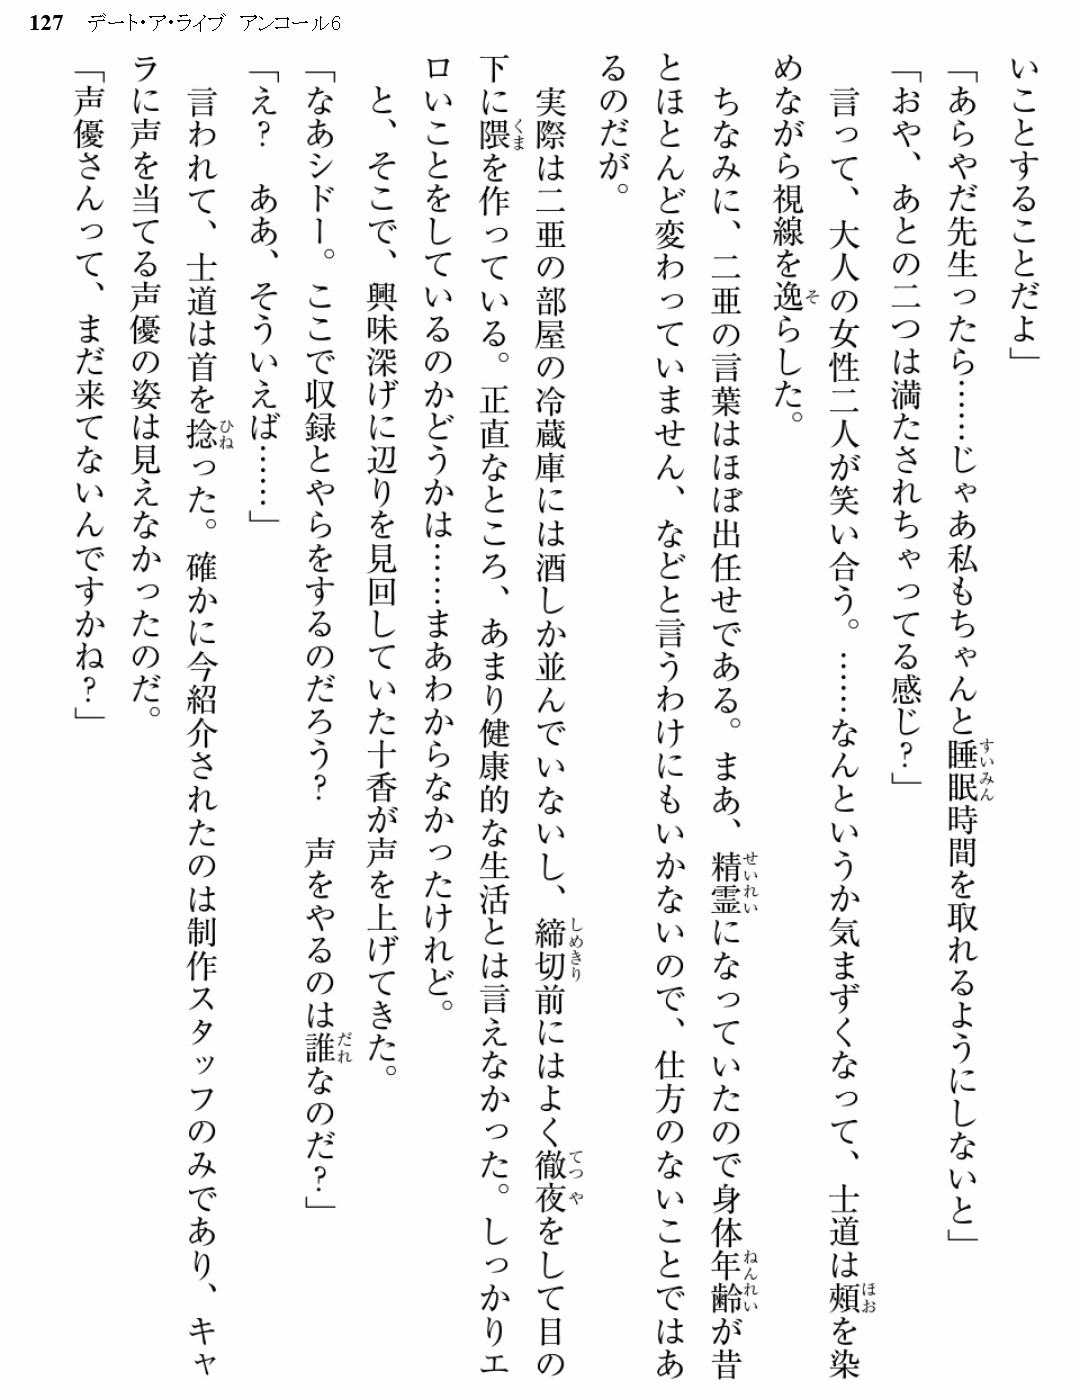 127 デート・ア・ライブ アンコール6
いことすることだよ」
「あらやだ先生ったら……じゃあ私もちゃんと睡眠時間を取れるようにしないと」
「おや、あとの二つは満たされちゃってる感じ？」
言って、大人の女性二人が笑い合う。……なんというか気まずくなって、士道は頰を染
めながら視線を逸らした。
ちなみに、二亜の言葉はほぼ出任せである。まあ、精霊になっていたので身体年齢が昔
とほとんど変わっていません、などと言うわけにもいかないので、仕方のないことではあ
るのだが。
実際は二亜の部屋の冷蔵庫には酒しか並んでいないし、締切前にはよく徹夜をして目の
下に隈を作っている。正直なところ、あまり健康的な生活とは言えなかった。しっかりエ
ロいことをしているのかどうかは……まあわからなかったけれど。
と、そこで、興味深げに辺りを見回していた十香が声を上げてきた。
「なあシドー。ここで収録とやらをするのだろう？　声をやるのは誰なのだ？」
「え？　ああ、そういえば……」
言われて、士道は首を捻った。確かに今紹介されたのは制作スタッフのみであり、キャ
ラに声を当てる声優の姿は見えなかったのだ。
「声優さんって、まだ来てないんですかね？」